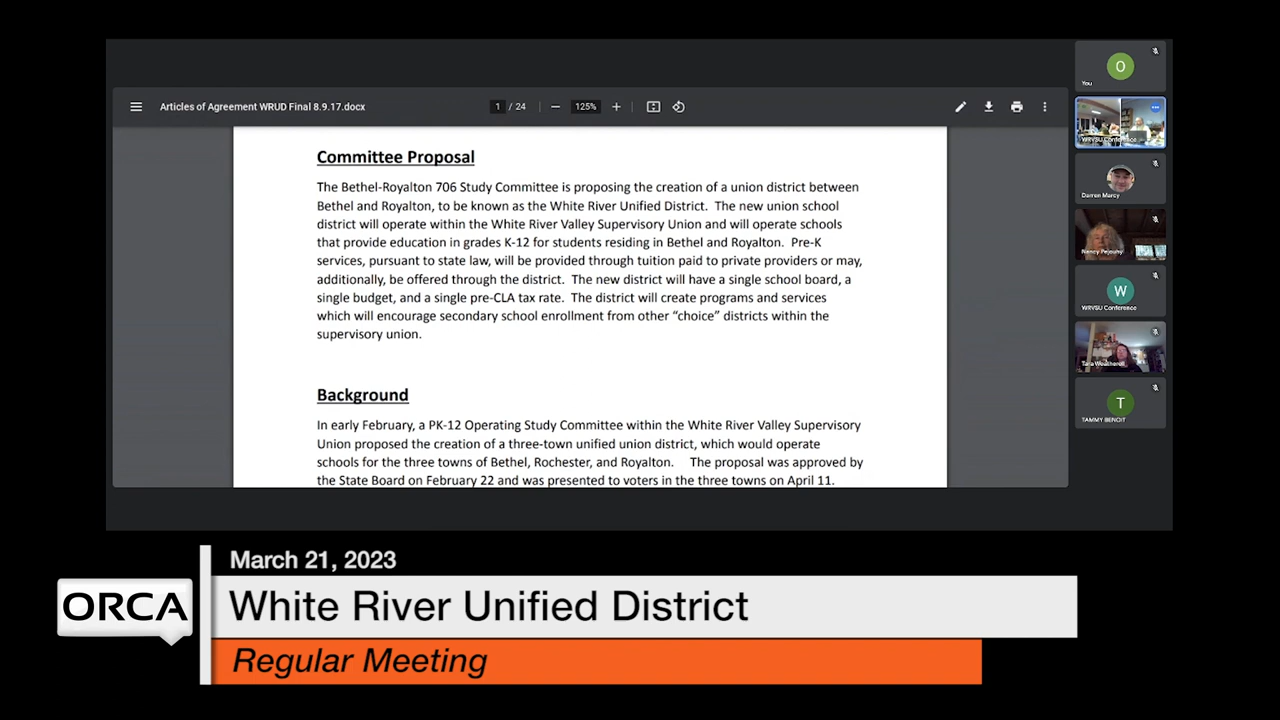 Articles of Agreement WRUD Final 8.9.17.docx
1 / 24
125%
Committee Proposal
The Bethel-Royalton 706 Study Committee is proposing the creation of a union district between
Bethel and Royalton, to be known as the White River Unified District. The new union school
district will operate within the White River Valley Supervisory Union and will operate schools
that provide education in grades K-12 for students residing in Bethel and Royalton. Pre-K
services, pursuant to state law, will be provided through tuition paid to private providers or may,
additionally, be offered through the district. The new district will have a single school board, a
single budget, and a single pre-CLA tax rate. The district will create programs and services
which will encourage secondary school enrollment from other “choice” districts within the
supervisory union.
Background
In early February, a PK-12 Operating Study Committee within the White River Valley Supervisory
Union proposed the creation of a three-town unified union district, which would operate
schools for the three towns of Bethel, Rochester, and Royalton. The proposal was approved by
the State Board on February 22 and was presented to voters in the three towns on April 11.
O
You
WRVSU Conference
Darren Marcy
Nancy Pejouhy
W
WRVSU Conference
Tara Weatherell
T
TAMMY BENOIT
March 21, 2023
ORCA
White River Unified District
Regular Meeting